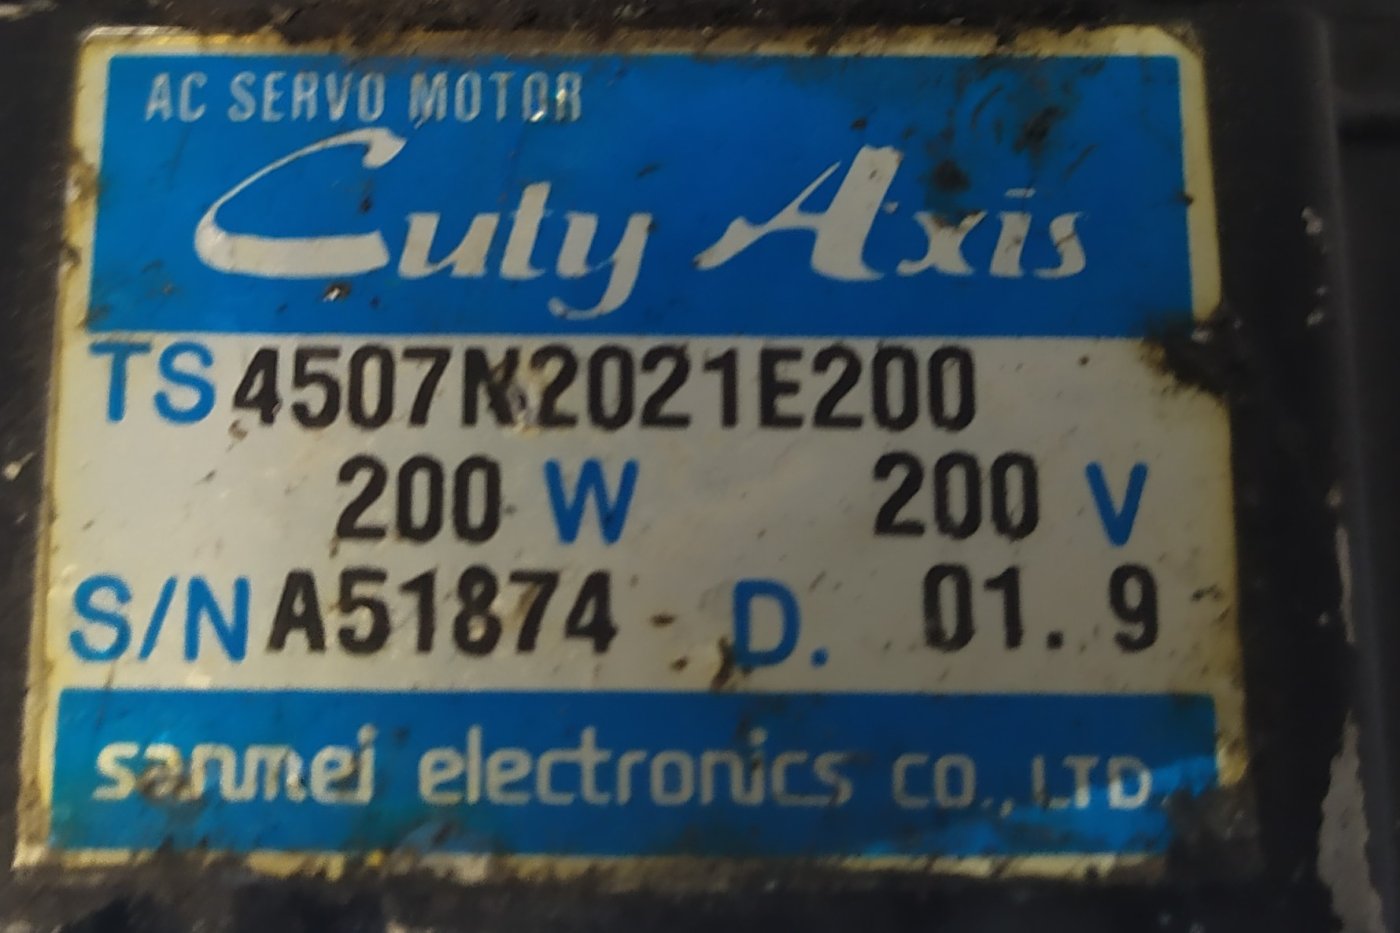 AC SERVO MOTOR
Cuty Axis
TS 4507N2021E200
200 W 200 V
S/N A51874 D. 01. 9
sanmei electronics CO., LTD.